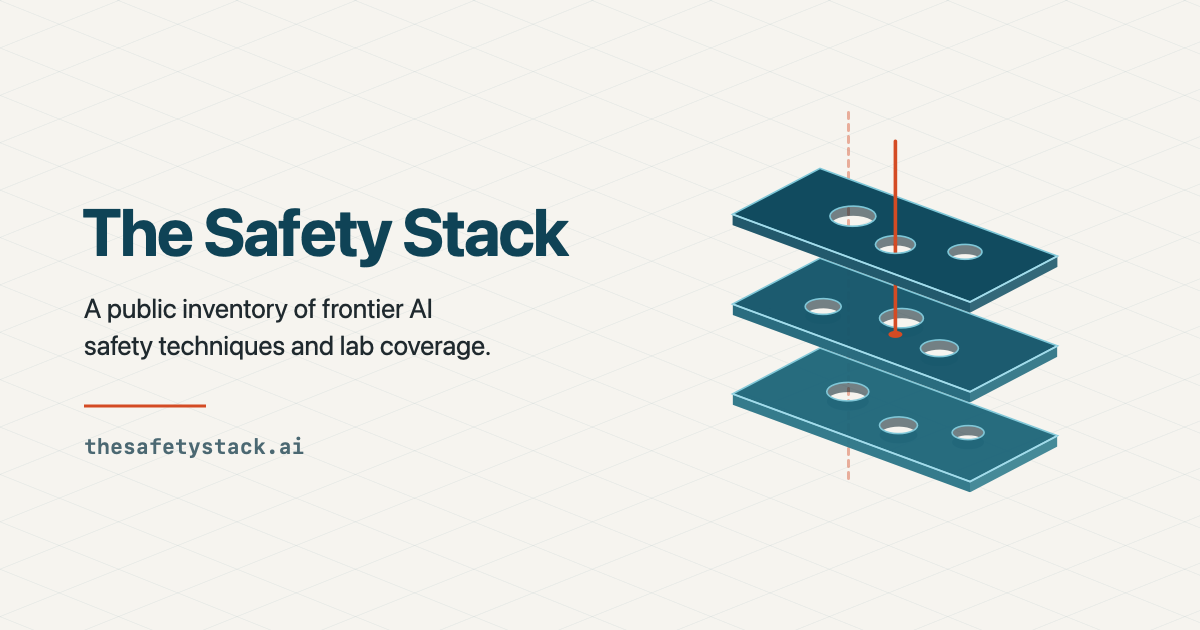 The Safety Stack
A public inventory of frontier AI
safety techniques and lab coverage.
thesafetystack.ai